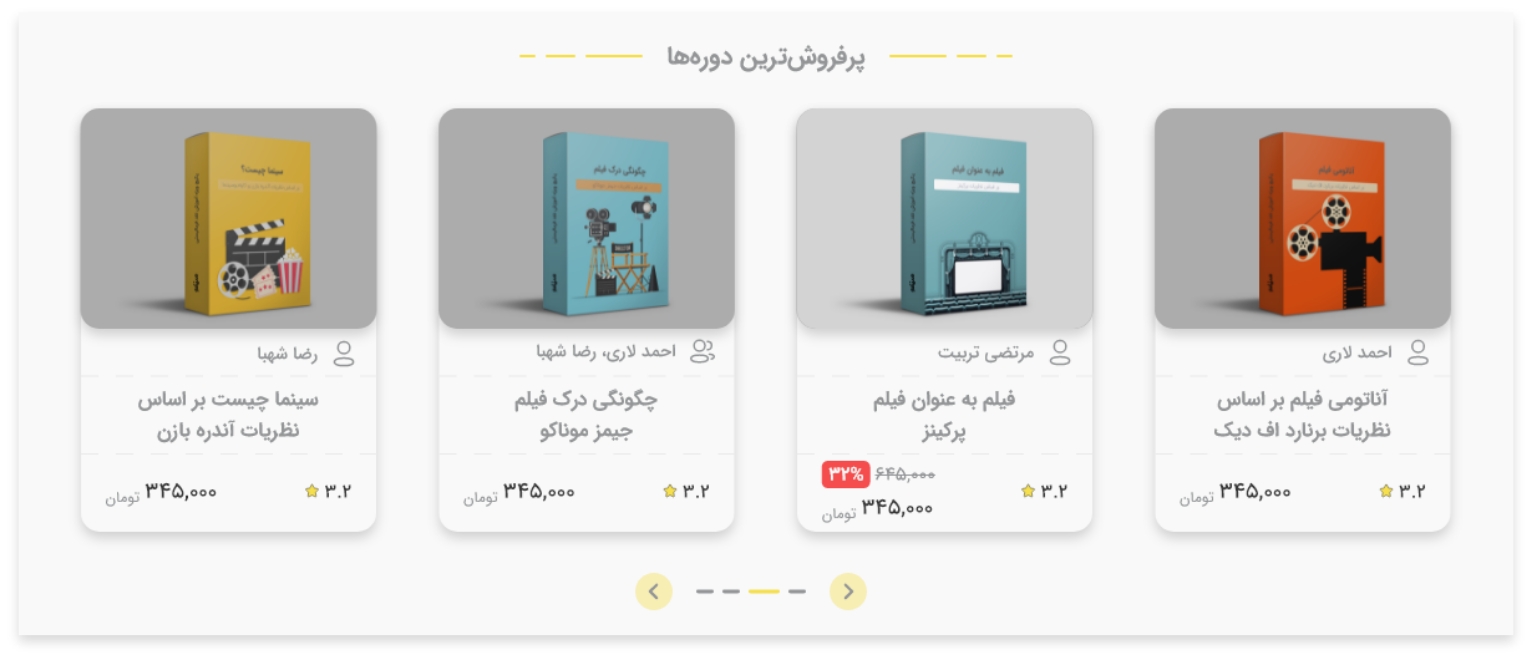 پرفروش‌ترین دوره‌ها
آناتومی فیلم
احمد لاری
آناتومی فیلم بر اساس
نظریات برنارد اف دیک
۳.۲
۳۴۵,۰۰۰ تومان
فیلم به عنوان فیلم
مرتضی تربیت
فیلم به عنوان فیلم
پرکینز
۳.۲
۶۴۵,۰۰۰ ۳۲%
۳۴۵,۰۰۰ تومان
چگونگی درک فیلم
احمد لاری، رضا شهبا
چگونگی درک فیلم
جیمز موناکو
۳.۲
۳۴۵,۰۰۰ تومان
سینما چیست؟
رضا شهبا
سینما چیست بر اساس
نظریات آندره بازن
۳.۲
۳۴۵,۰۰۰ تومان